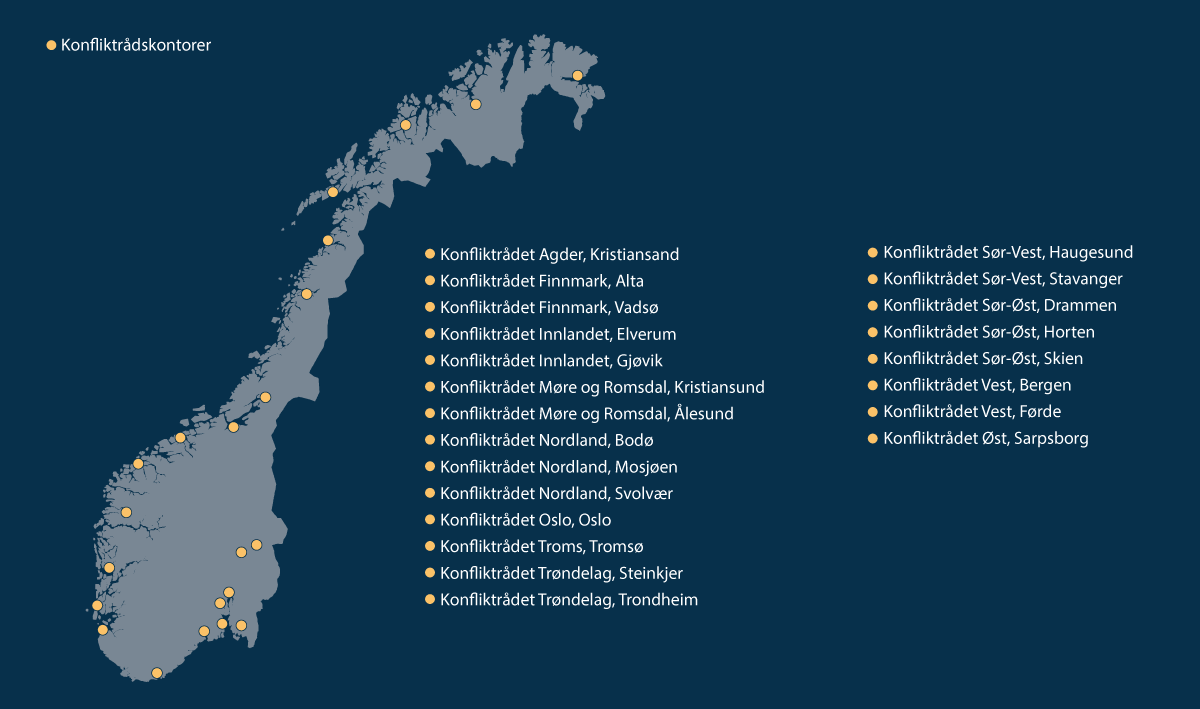 Konfliktrådskontorer
Konfliktrådet Agder, Kristiansand
Konfliktrådet Finnmark, Alta
Konfliktrådet Finnmark, Vadsø
Konfliktrådet Innlandet, Elverum
Konfliktrådet Innlandet, Gjøvik
Konfliktrådet Møre og Romsdal, Kristiansund
Konfliktrådet Møre og Romsdal, Ålesund
Konfliktrådet Nordland, Bodø
Konfliktrådet Nordland, Mosjøen
Konfliktrådet Nordland, Svolvær
Konfliktrådet Oslo, Oslo
Konfliktrådet Troms, Tromsø
Konfliktrådet Trøndelag, Steinkjer
Konfliktrådet Trøndelag, Trondheim
Konfliktrådet Sør-Vest, Haugesund
Konfliktrådet Sør-Vest, Stavanger
Konfliktrådet Sør-Øst, Drammen
Konfliktrådet Sør-Øst, Horten
Konfliktrådet Sør-Øst, Skien
Konfliktrådet Vest, Bergen
Konfliktrådet Vest, Førde
Konfliktrådet Øst, Sarpsborg